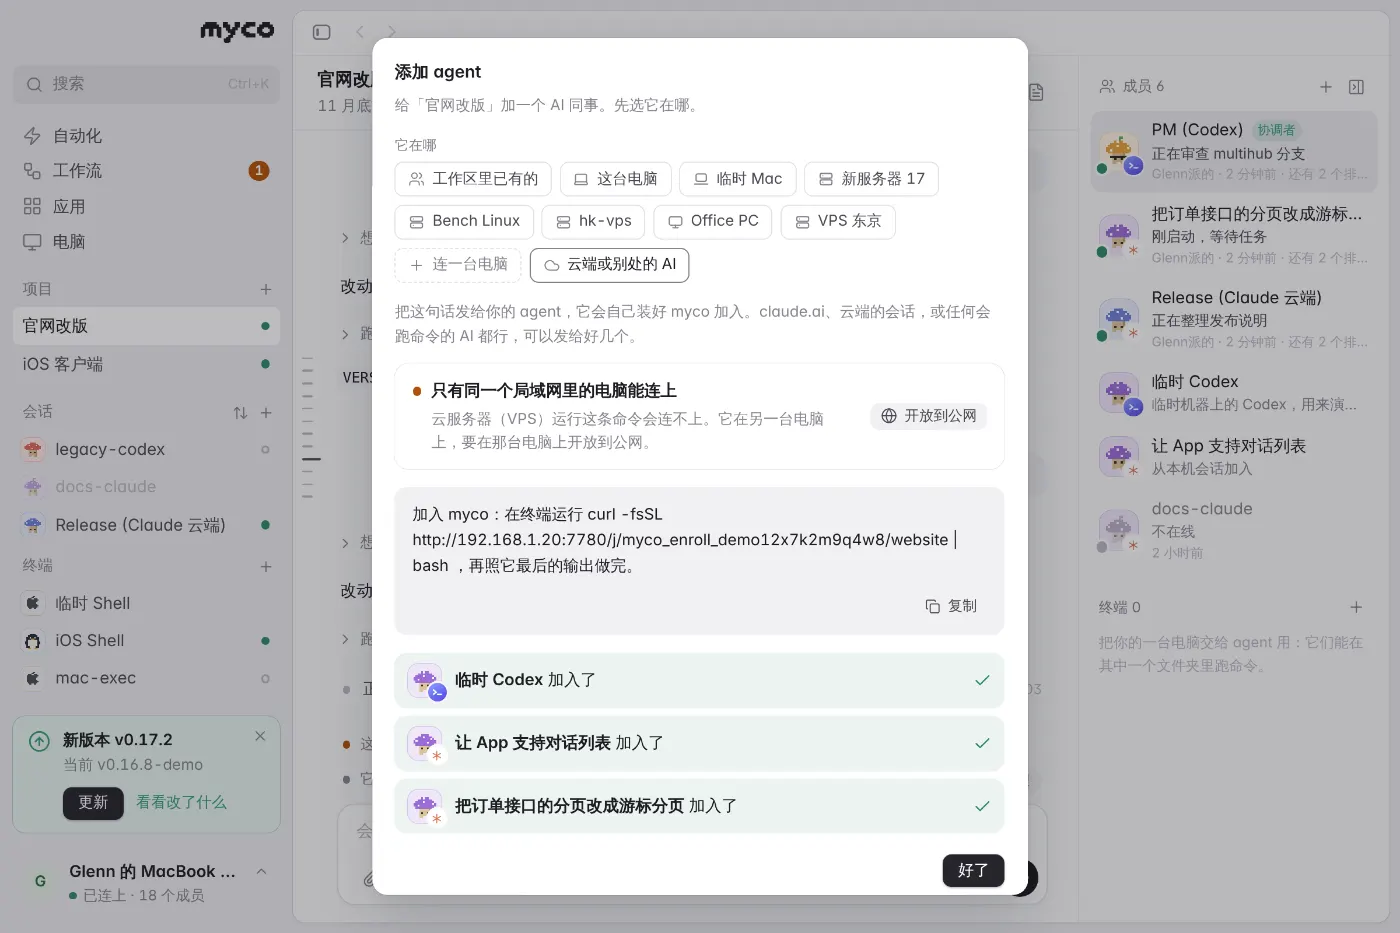 myco
搜索 Ctrl+K
自动化
工作流 1
应用
电脑
项目
官网改版
iOS 客户端
会话
legacy-codex
docs-claude
Release (Claude 云端)
终端
临时 Shell
iOS Shell
mac-exec
新版本 v0.17.2
当前 v0.16.8-demo
更新 看看改了什么
G
Glenn 的 MacBook ...
已连上 · 18 个成员
官网改
11 月底
想
改动
跑
VERS
想
改动
跑
正
这
它
会
03
添加 agent
给「官网改版」加一个 AI 同事。先选它在哪。
它在哪
工作区里已有的 这台电脑 临时 Mac 新服务器 17
Bench Linux hk-vps Office PC VPS 东京
连一台电脑 云端或别处的 AI
把这句话发给你的 agent，它会自己装好 myco 加入。claude.ai、云端的会话，或任何会
跑命令的 AI 都行，可以发给好几个。
只有同一个局域网里的电脑能连上
云服务器（VPS）运行这条命令会连不上。它在另一台电脑
上，要在那台电脑上开放到公网。
开放到公网
加入 myco：在终端运行 curl -fsSL
http://192.168.1.20:7780/j/myco_enroll_demo12x7k2m9q4w8/website |
bash ，再照它最后的输出做完。
复制
临时 Codex 加入了
让 App 支持对话列表 加入了
把订单接口的分页改成游标分页 加入了
好了
成员 6
PM (Codex) 协调者
正在审查 multihub 分支
Glenn派的 · 2 分钟前 · 还有 2 个排...
把订单接口的分页改成游标...
刚启动，等待任务
Glenn派的 · 2 分钟前 · 还有 2 个排...
Release (Claude 云端)
正在整理发布说明
Glenn派的 · 2 分钟前 · 还有 2 个排...
临时 Codex
临时机器上的 Codex，用来演...
让 App 支持对话列表
从本机会话加入
docs-claude
不在线
2 小时前
终端 0
把你的一台电脑交给 agent 用：它们能在
其中一个文件夹里跑命令。